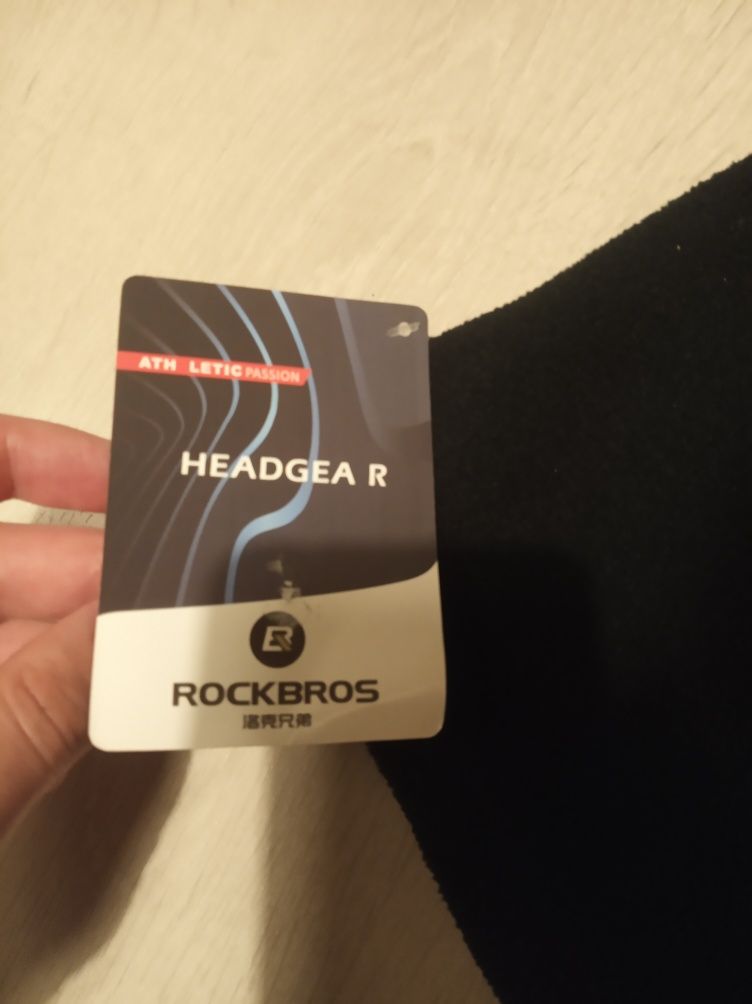 ATH LETIC PASSION
HEADGEA R
ROCKBROS
洛克兄弟